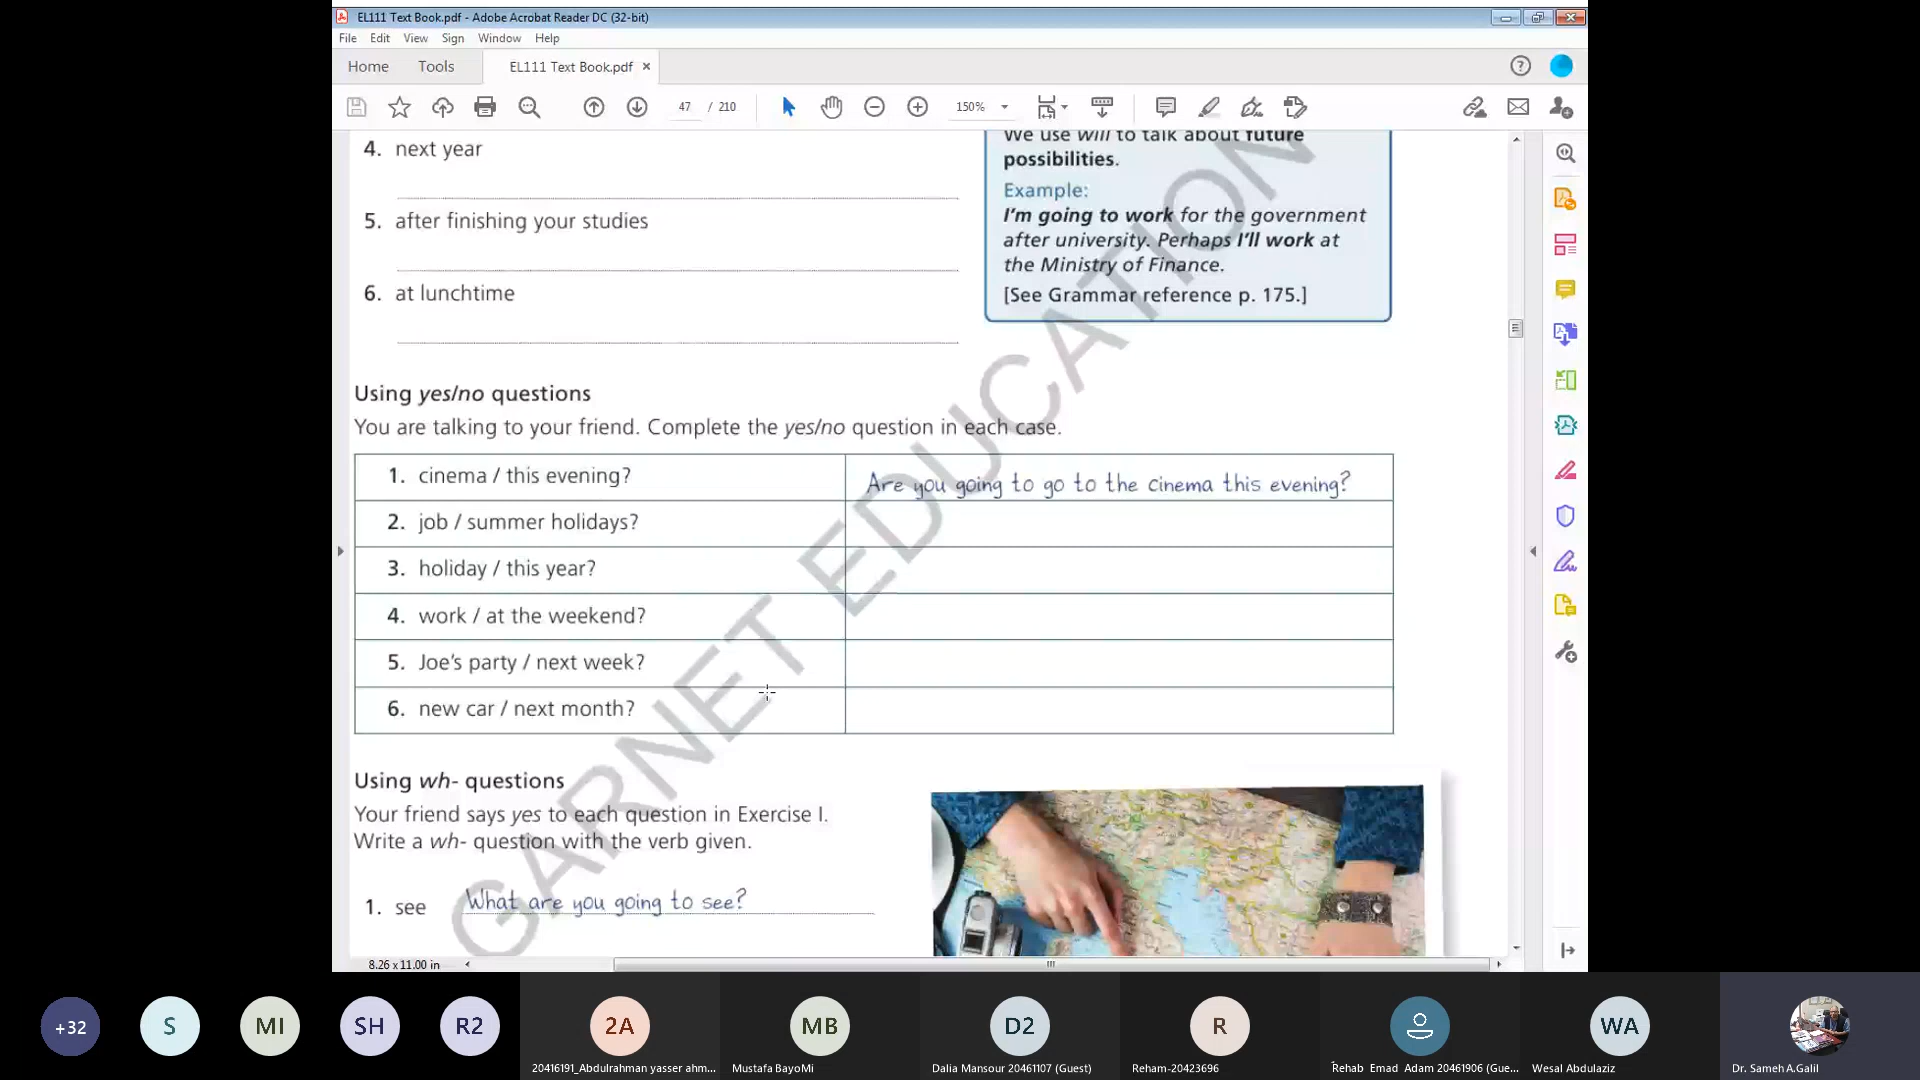 EL111 Text Book.pdf - Adobe Acrobat Reader DC (32-bit)
File Edit View Sign Window Help
Home Tools EL111 Text Book.pdf ×
47 / 210 150%
4. next year
5. after finishing your studies
6. at lunchtime
We use will to talk about future
possibilities.
Example:
I'm going to work for the government
after university. Perhaps I'll work at
the Ministry of Finance.
[See Grammar reference p. 175.]
Using yes/no questions
You are talking to your friend. Complete the yes/no question in each case.
1. cinema / this evening? Are you going to go to the cinema this evening?
2. job / summer holidays?
3. holiday / this year?
4. work / at the weekend?
5. Joe's party / next week?
6. new car / next month?
Using wh- questions
Your friend says yes to each question in Exercise I.
Write a wh- question with the verb given.
1. see What are you going to see?
GARNET EDUCATION
8.26 x 11.00 in
+32 S MI SH R2 2A MB D2 R WA
20416191_Abdulrahman yasser ahm... Mustafa BayoMi Dalia Mansour 20461107 (Guest) Reham-20423696 Rehab Emad Adam 20461906 (Gue... Wesal Abdulaziz Dr. Sameh A.Galil